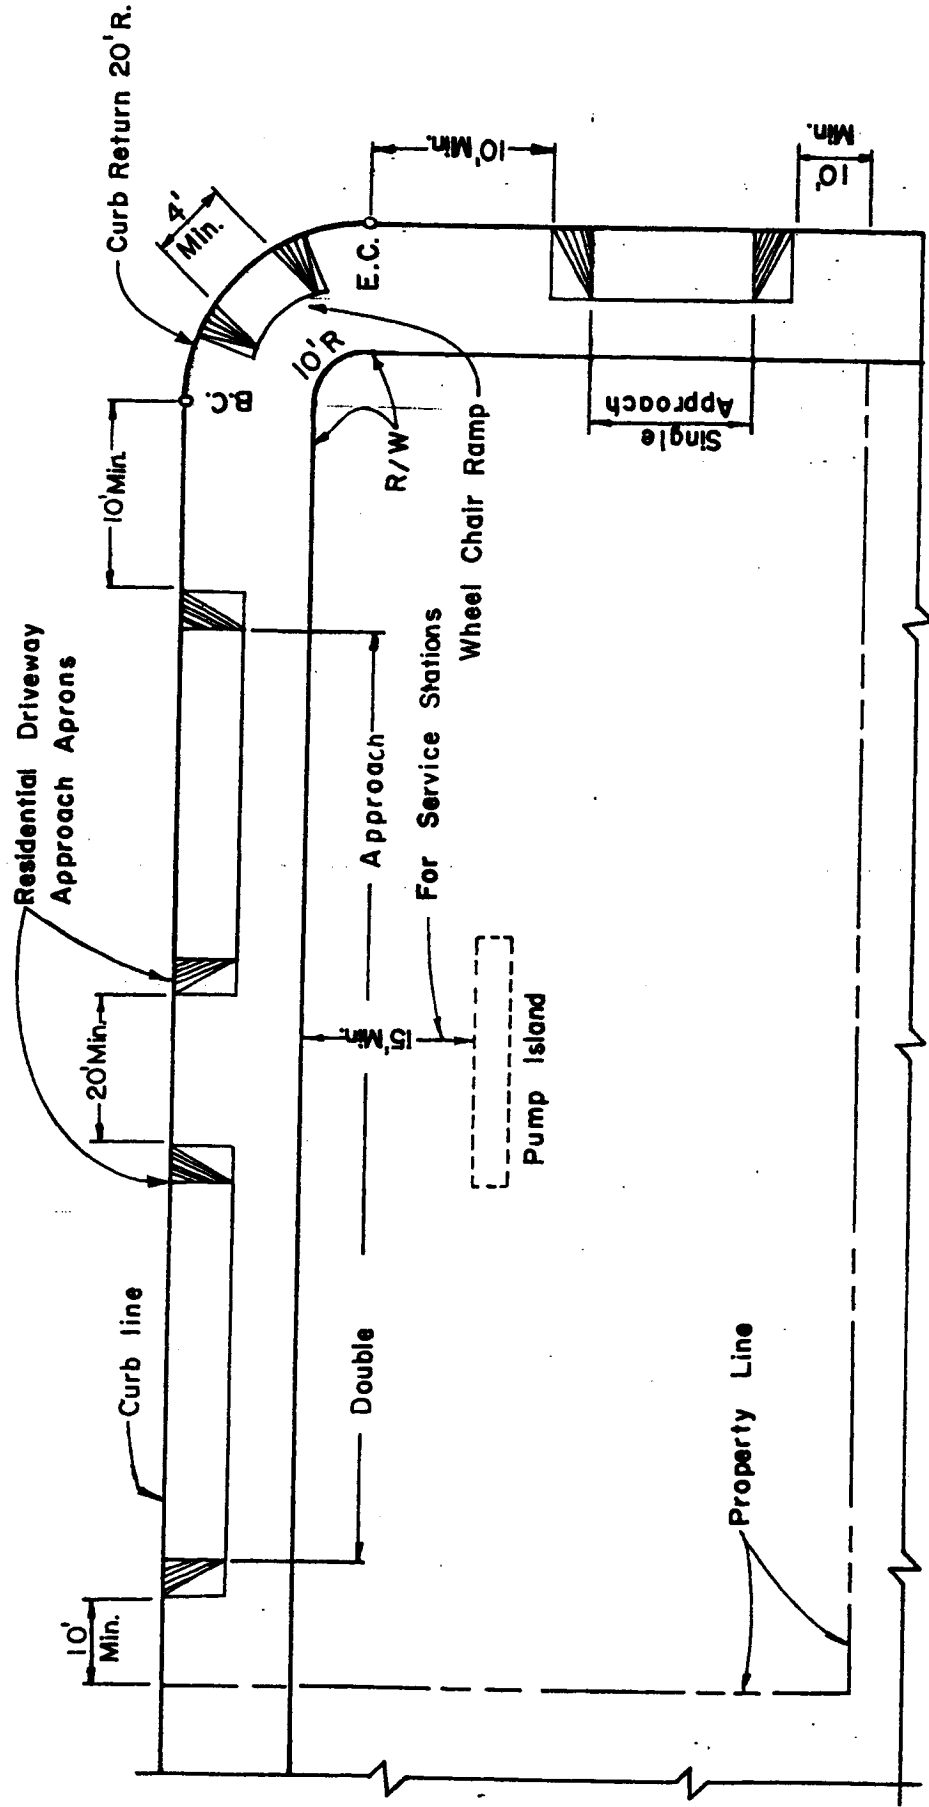 Curb Return 20'R.
4'
Min.
10'Min.
B.C.
E.C.
10'R
R/W
Wheel Chair Ramp
10'Min.
Single
Approach
10'
Min.
Residential Driveway
Approach Aprons
20'Min.
Approach
For Service Stations
15'Min.
Pump Island
Curb line
Double
10'
Min.
Property Line